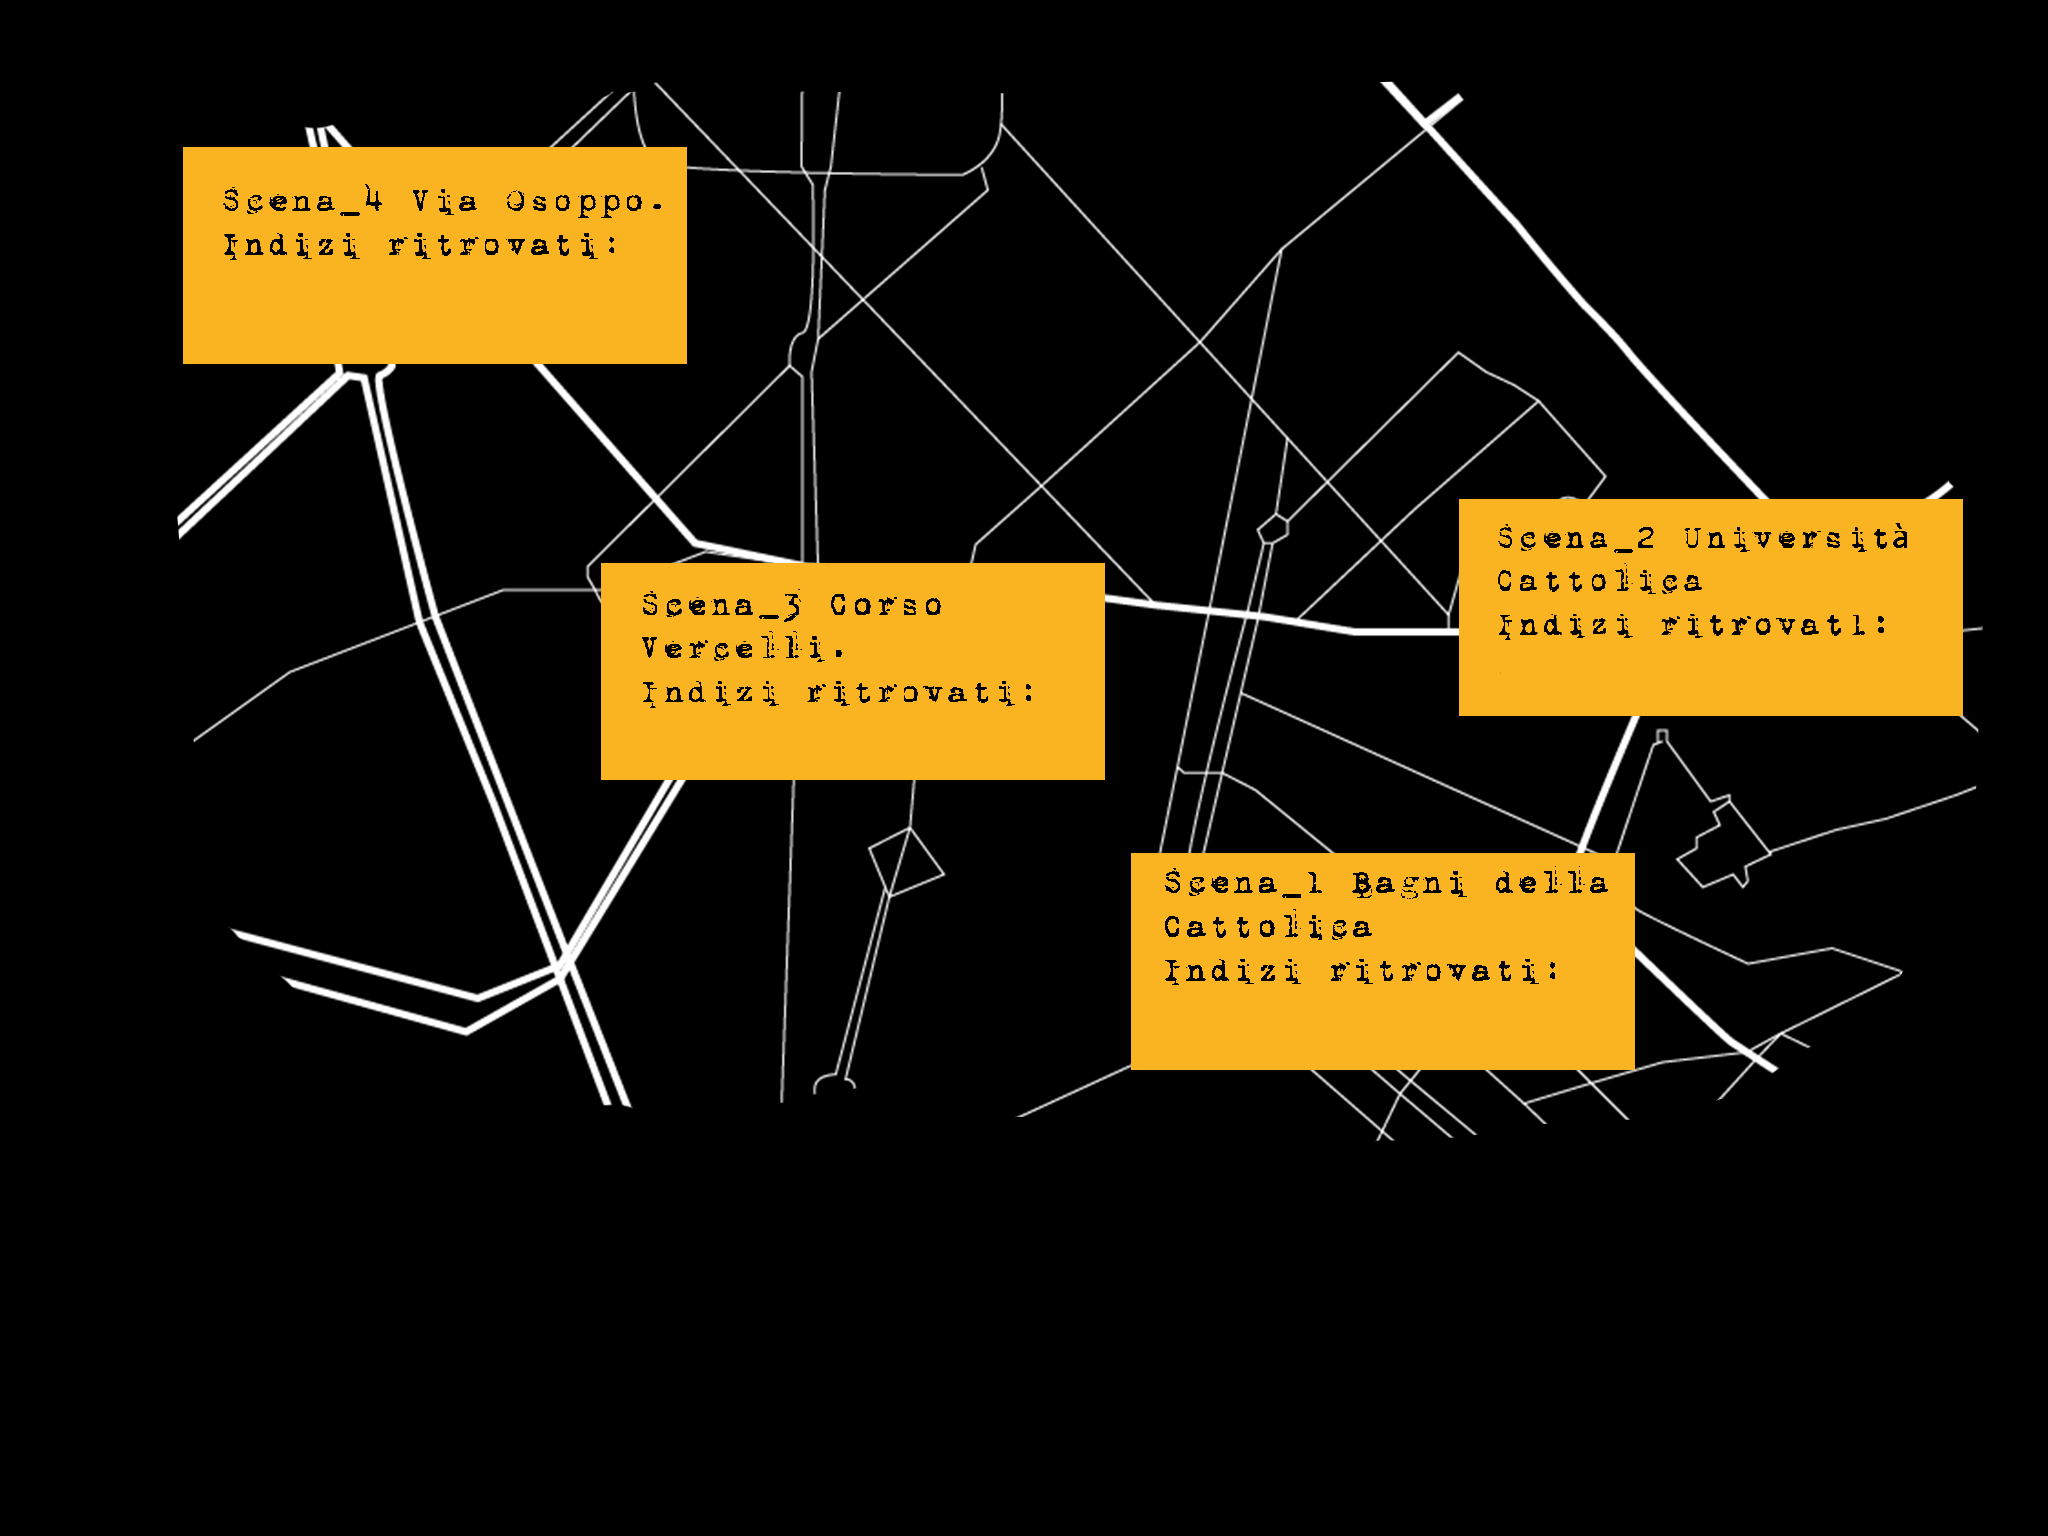 Scena_4 Via Osoppo.
Indizi ritrovati:
Scena_3 Corso
Vercelli.
Indizi ritrovati:
Scena_2 Università
Cattolica
Indizi ritrovati:
Scena_1 Bagni della
Cattolica
Indizi ritrovati: